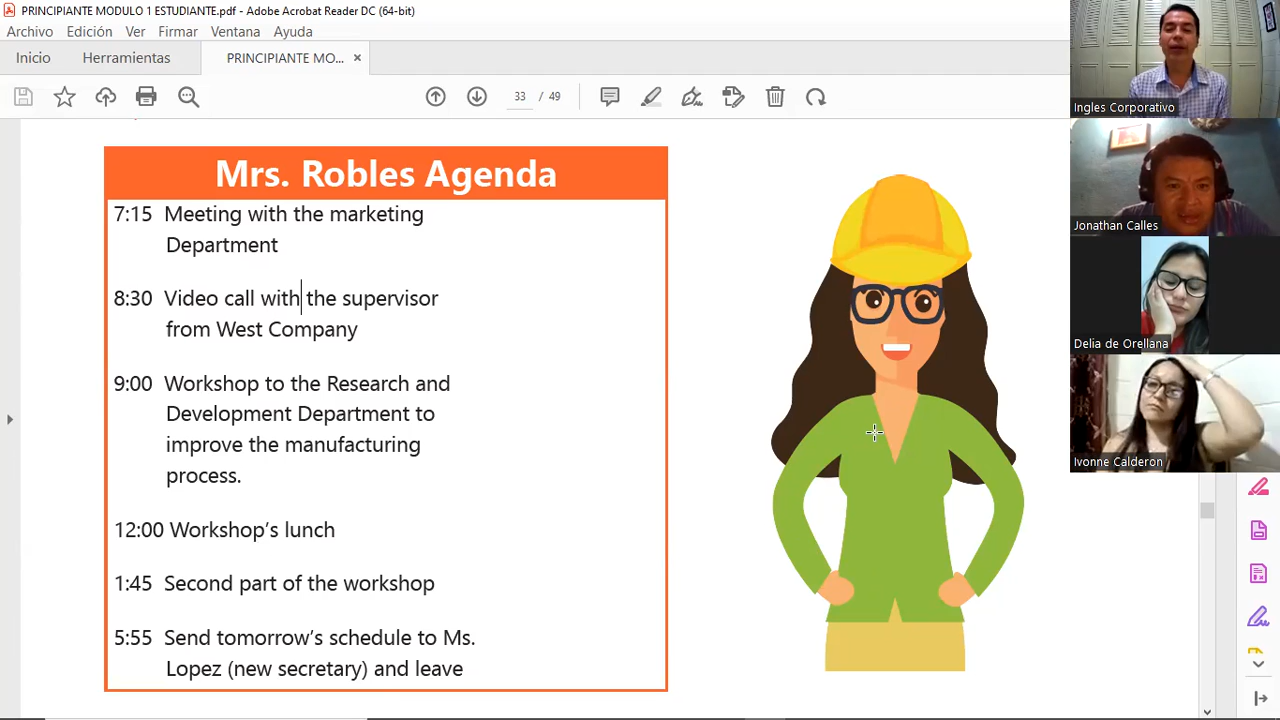 PRINCIPIANTE MODULO 1 ESTUDIANTE.pdf - Adobe Acrobat Reader DC (64-bit)
Archivo Edición Ver Firmar Ventana Ayuda
Inicio Herramientas PRINCIPIANTE MO... ×
33 / 49
Mrs. Robles Agenda
7:15 Meeting with the marketing
Department
8:30 Video call with the supervisor
from West Company
9:00 Workshop to the Research and
Development Department to
improve the manufacturing
process.
12:00 Workshop's lunch
1:45 Second part of the workshop
5:55 Send tomorrow's schedule to Ms.
Lopez (new secretary) and leave
Ingles Corporativo
Jonathan Calles
Delia de Orellana
Ivonne Calderon